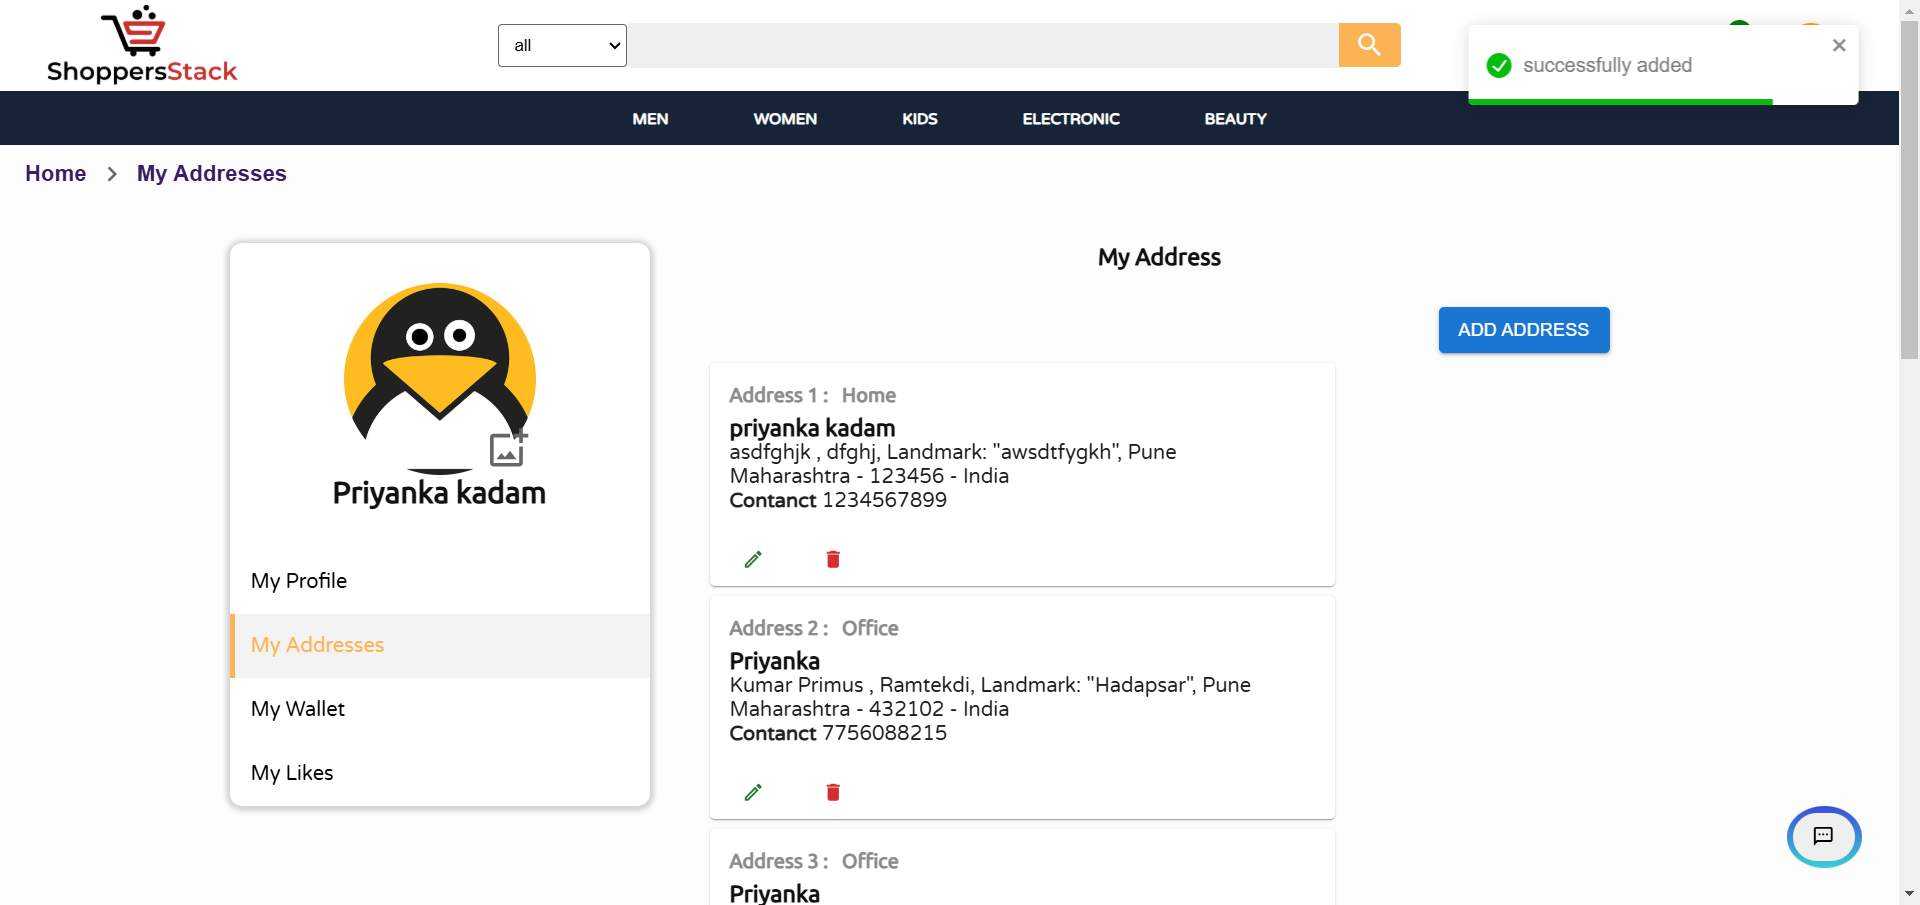 ShoppersStack
all
successfully added
MEN WOMEN KIDS ELECTRONIC BEAUTY
Home My Addresses
My Address
ADD ADDRESS
Priyanka kadam
My Profile
My Addresses
My Wallet
My Likes
Address 1 : Home
priyanka kadam
asdfghjk , dfghj, Landmark: "awsdtfygkh", Pune
Maharashtra - 123456 - India
Contanct 1234567899
Address 2 : Office
Priyanka
Kumar Primus , Ramtekdi, Landmark: "Hadapsar", Pune
Maharashtra - 432102 - India
Contanct 7756088215
Address 3 : Office
Priyanka